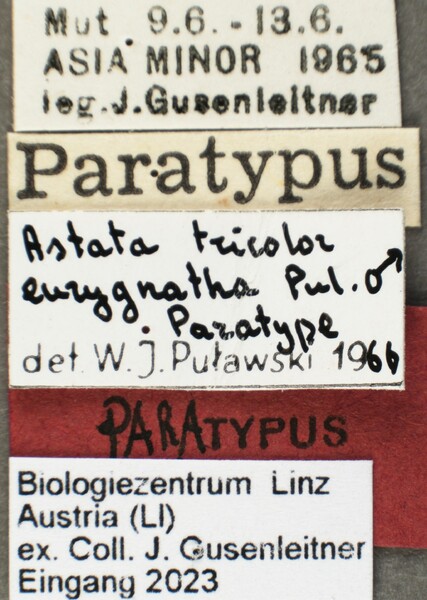 Mut 9.6.-13.6.
ASIA MINOR 1965
leg. J. Gusenleitner
Paratypus
Astata tricolor
eurygnatha Pul. ♂
. Paratype
det. W. J. Puławski 1966
PARATYPUS
Biologiezentrum Linz
Austria (LI)
ex. Coll. J. Gusenleitner
Eingang 2023